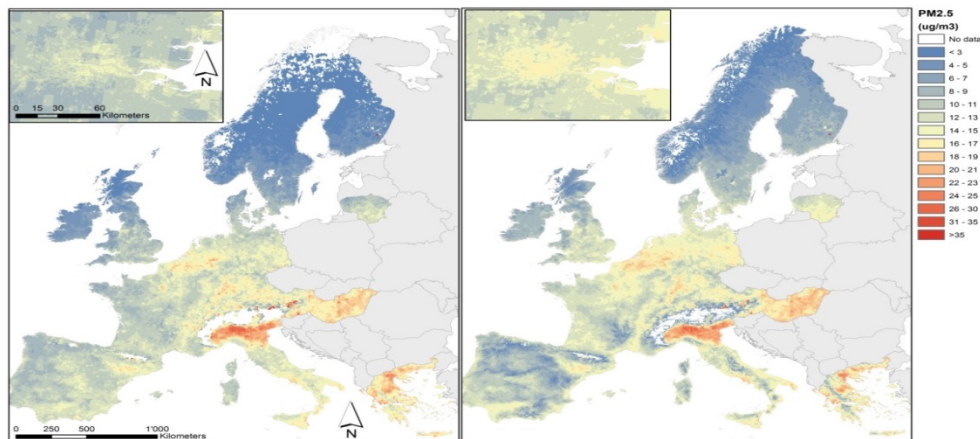 N
0 15 30 60
Kilometers
0 250 500 1'000
Kilometers
N
PM2.5
(ug/m3)
No data
< 3
4 - 5
6 - 7
8 - 9
10 - 11
12 - 13
14 - 15
16 - 17
18 - 19
20 - 21
22 - 23
24 - 25
26 - 30
31 - 35
>35